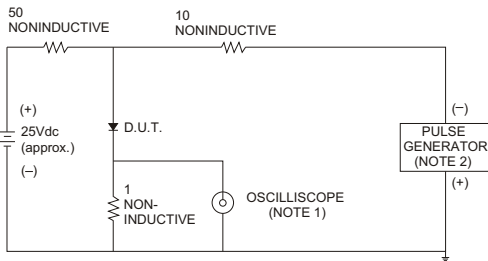 50
NONINDUCTIVE
10
NONINDUCTIVE
(+)
25Vdc
(approx.)
(–)
D.U.T.
1
NON-
INDUCTIVE
OSCILLISCOPE
(NOTE 1)
(–)
PULSE
GENERATOR
(NOTE 2)
(+)